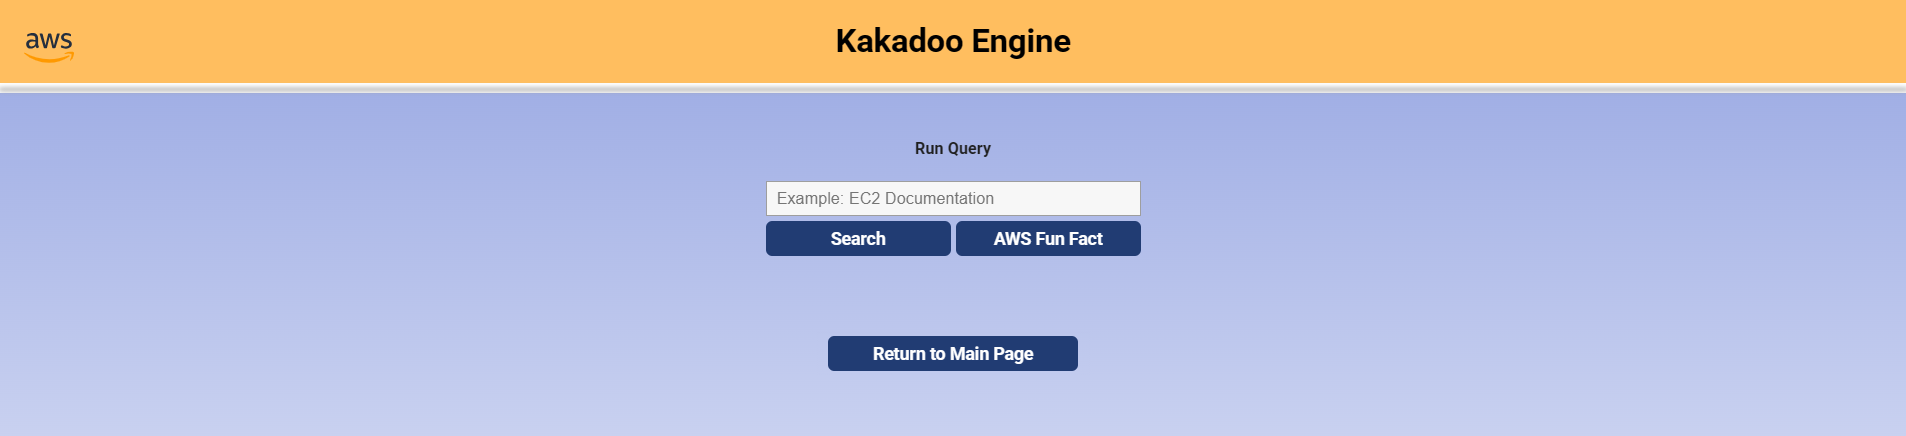 aws
Kakadoo Engine
Run Query
Example: EC2 Documentation
Search
AWS Fun Fact
Return to Main Page